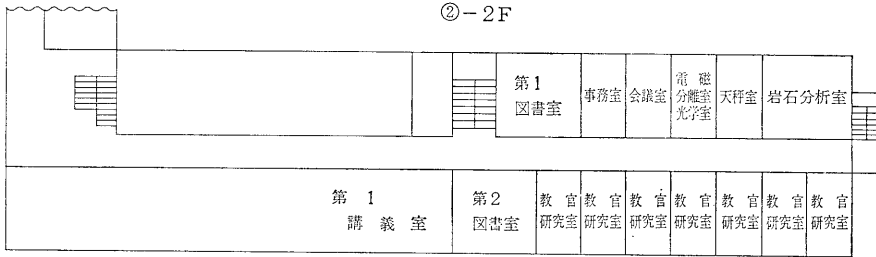 ②-2F
第1
図書室
事務室
会議室
電磁
分離室
光学室
天秤室
岩石分析室
第1
講義室
第2
図書室
教官
研究室
教官
研究室
教官
研究室
教官
研究室
教官
研究室
教官
研究室
教官
研究室